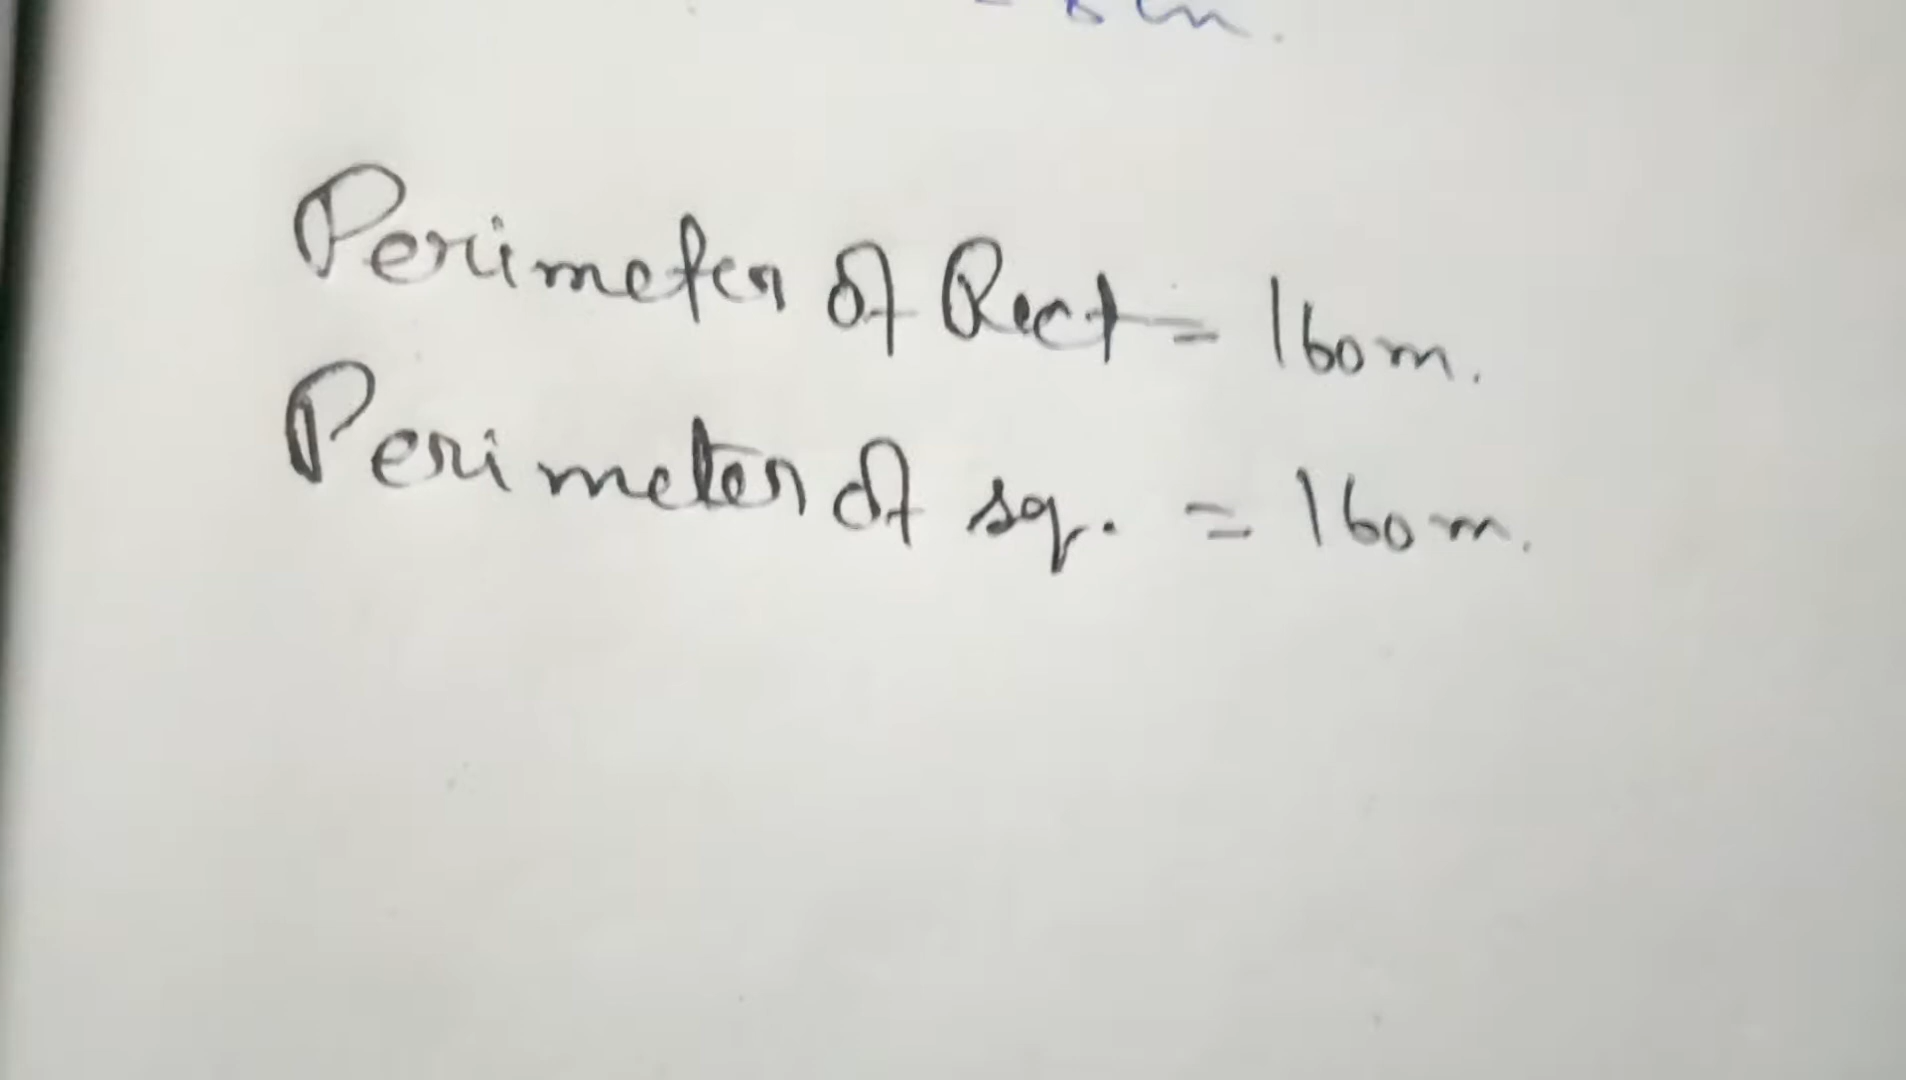 Perimeter of Rect = 160m.
Perimeter of sq. = 160m.